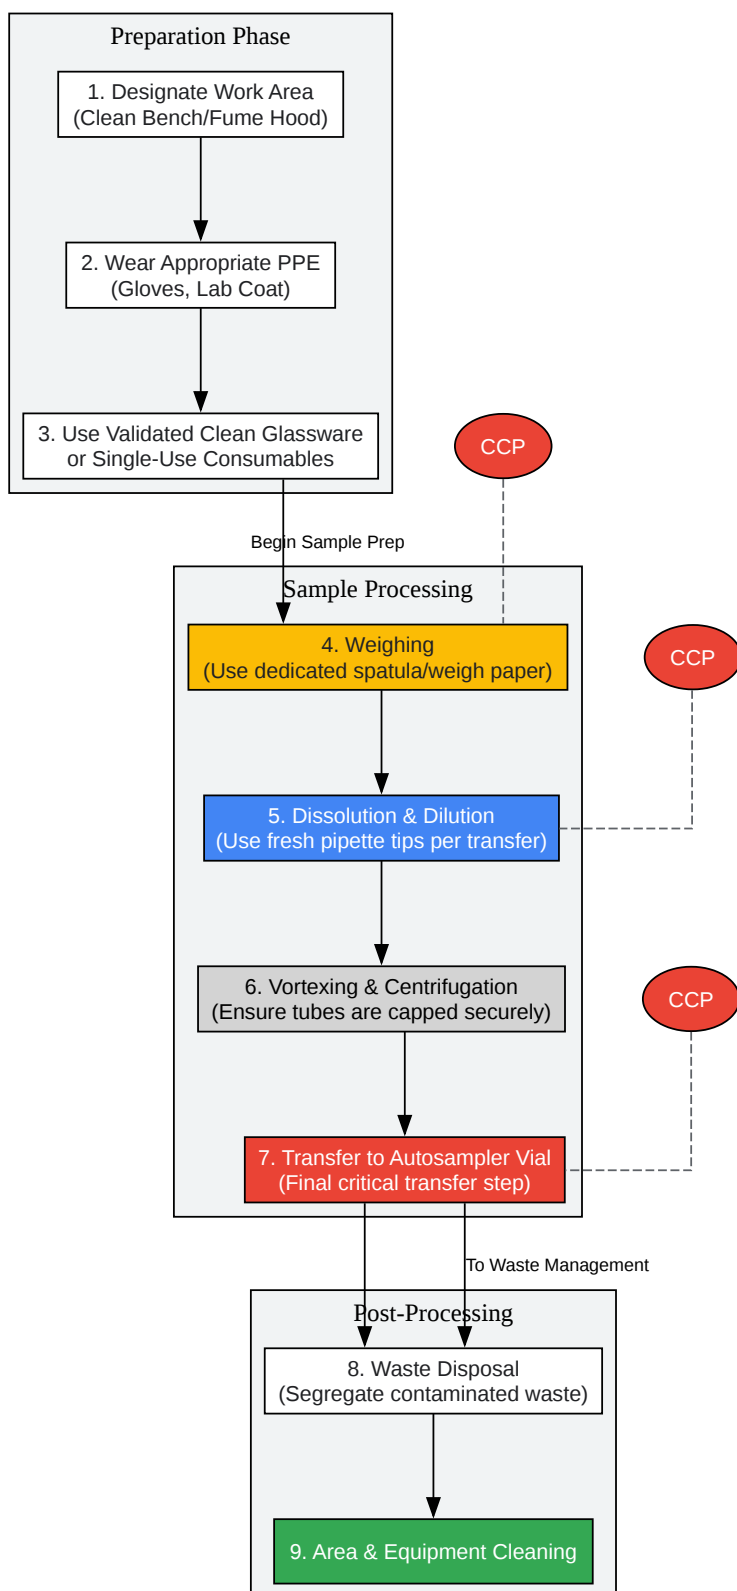 Preparation Phase
1. Designate Work Area
(Clean Bench/Fume Hood)
2. Wear Appropriate PPE
(Gloves, Lab Coat)
3. Use Validated Clean Glassware
or Single-Use Consumables
CCP
Begin Sample Prep
Sample Processing
4. Weighing
(Use dedicated spatula/weigh paper)
CCP
5. Dissolution & Dilution
(Use fresh pipette tips per transfer)
6. Vortexing & Centrifugation
(Ensure tubes are capped securely)
CCP
7. Transfer to Autosampler Vial
(Final critical transfer step)
To Waste Management
Post-Processing
8. Waste Disposal
(Segregate contaminated waste)
9. Area & Equipment Cleaning